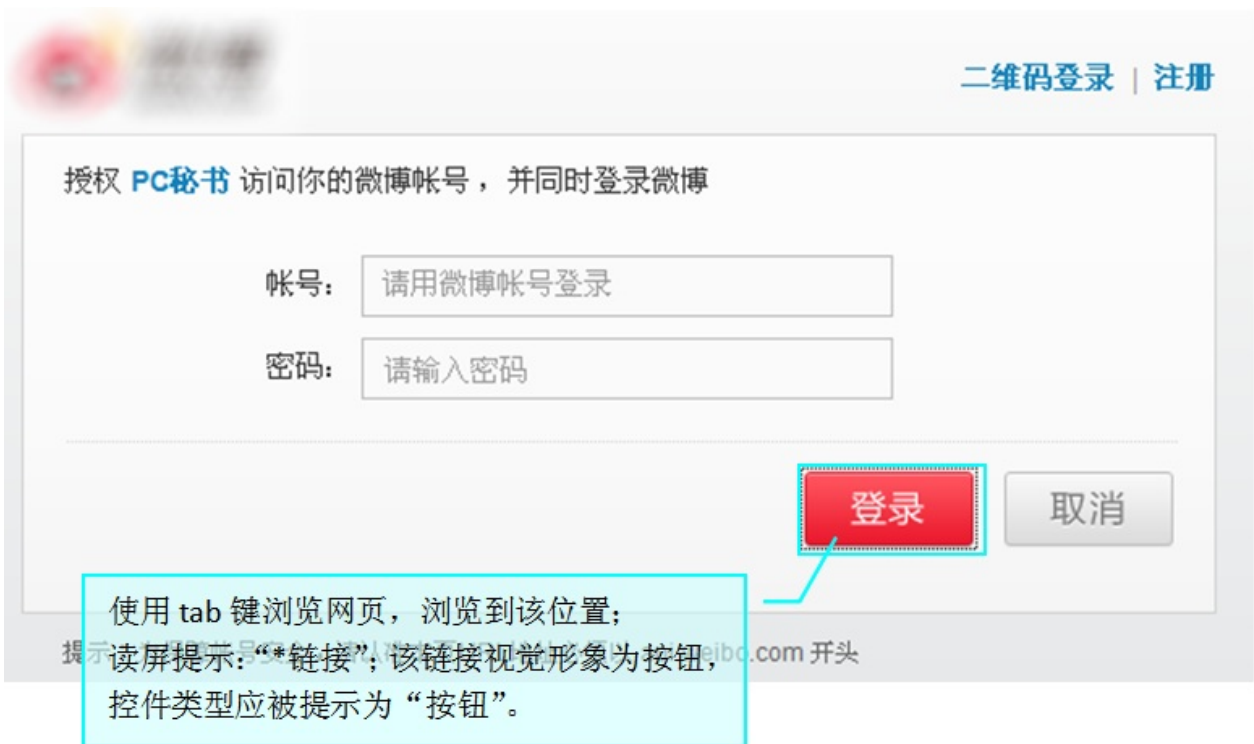 二维码登录 | 注册
授权 PC秘书 访问你的微博帐号，并同时登录微博
帐号： 请用微博帐号登录
密码： 请输入密码
登录 取消
使用 tab 键浏览网页，浏览到该位置；
读屏提示：“*链接”；该链接视觉形象为按钮，
控件类型应被提示为“按钮”。
提示 .com 开头